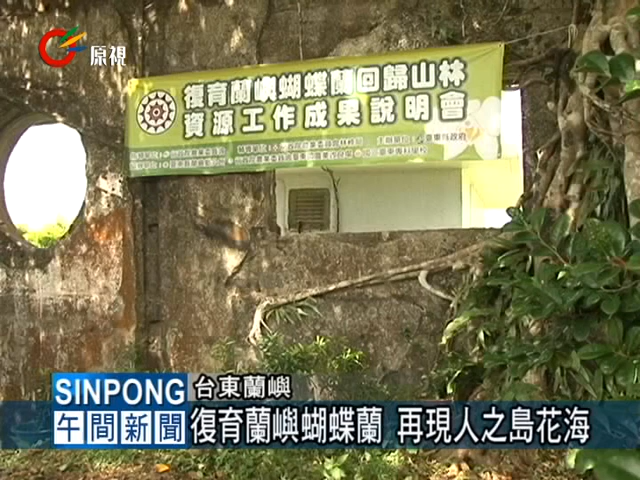 原視
復育蘭嶼蝴蝶蘭回歸山林
資源工作成果說明會
SINPONG 台東蘭嶼
午間新聞 復育蘭嶼蝴蝶蘭 再現人之島花海